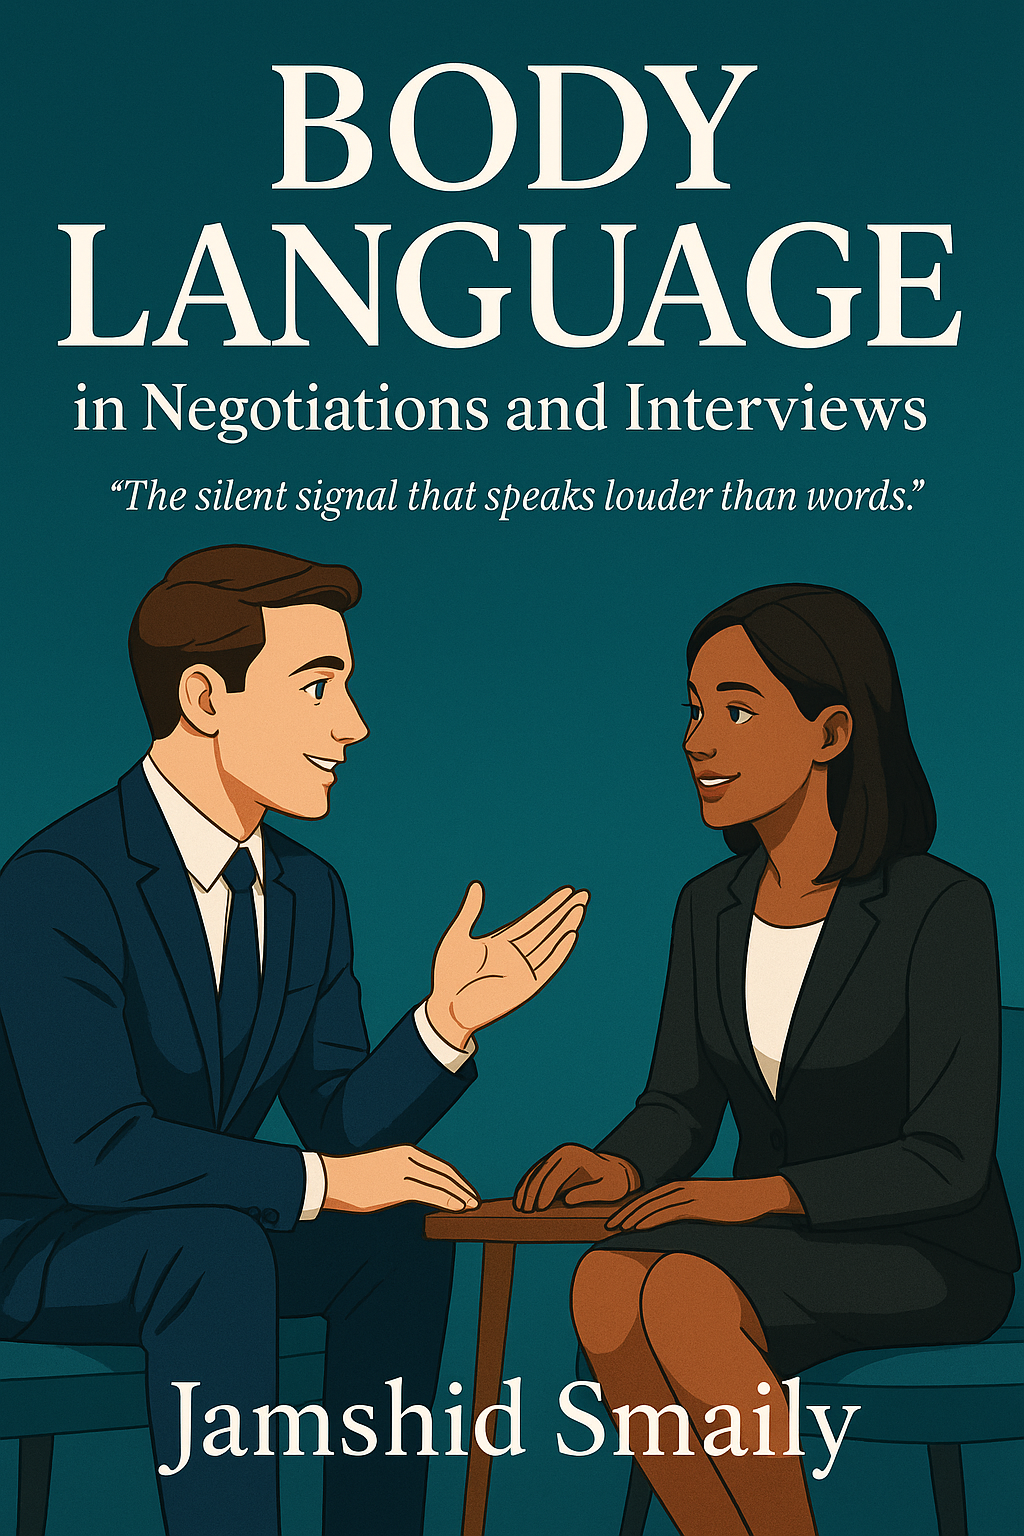 BODY
LANGUAGE
in Negotiations and Interviews
“The silent signal that speaks louder than words.”
Jamshid Smaily